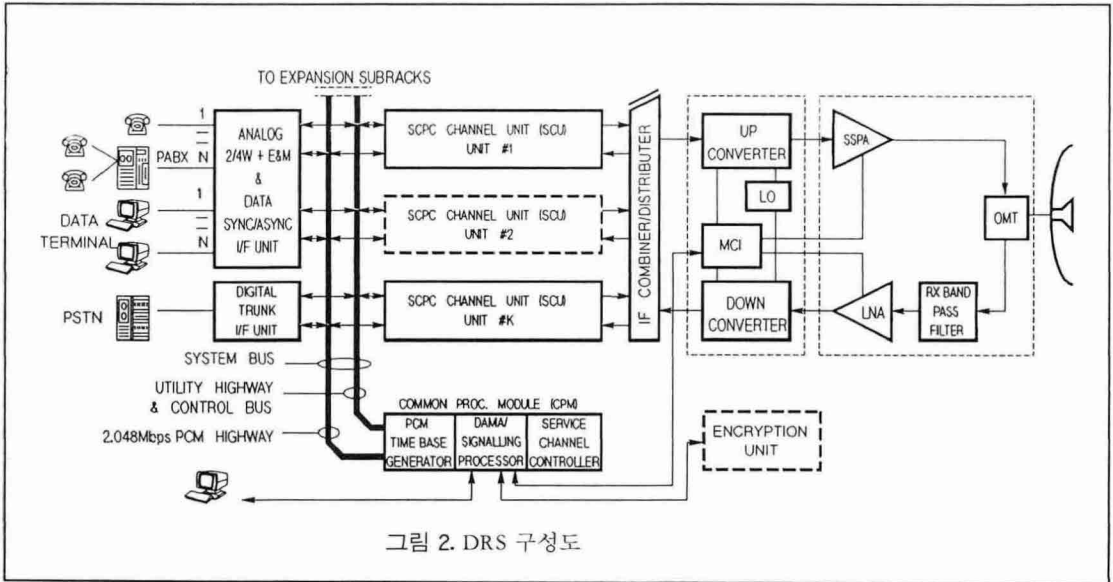 TO EXPANSION SUBRACKS
1
N
PABX
1
N
DATA
TERMINAL
PSTN
ANALOG
2/4W + E&M
&
DATA
SYNC/ASYNC
I/F UNIT
DIGITAL
TRUNK
I/F UNIT
SCPC CHANNEL UNIT (SCU)
UNIT #1
SCPC CHANNEL UNIT (SCU)
UNIT #2
SCPC CHANNEL UNIT (SCU)
UNIT #K
IF COMBINER/DISTRIBUTER
UP
CONVERTER
LO
MCI
DOWN
CONVERTER
SSPA
OMT
LNA
RX BAND
PASS
FILTER
SYSTEM BUS
UTILITY HIGHWAY
& CONTROL BUS
2.048Mbps PCM HIGHWAY
COMMON PROC. MODULE (CPM)
PCM
TIME BASE
GENERATOR
DAMA/
SIGNALLING
PROCESSOR
SERVICE
CHANNEL
CONTROLLER
ENCRYPTION
UNIT
그림 2. DRS 구성도